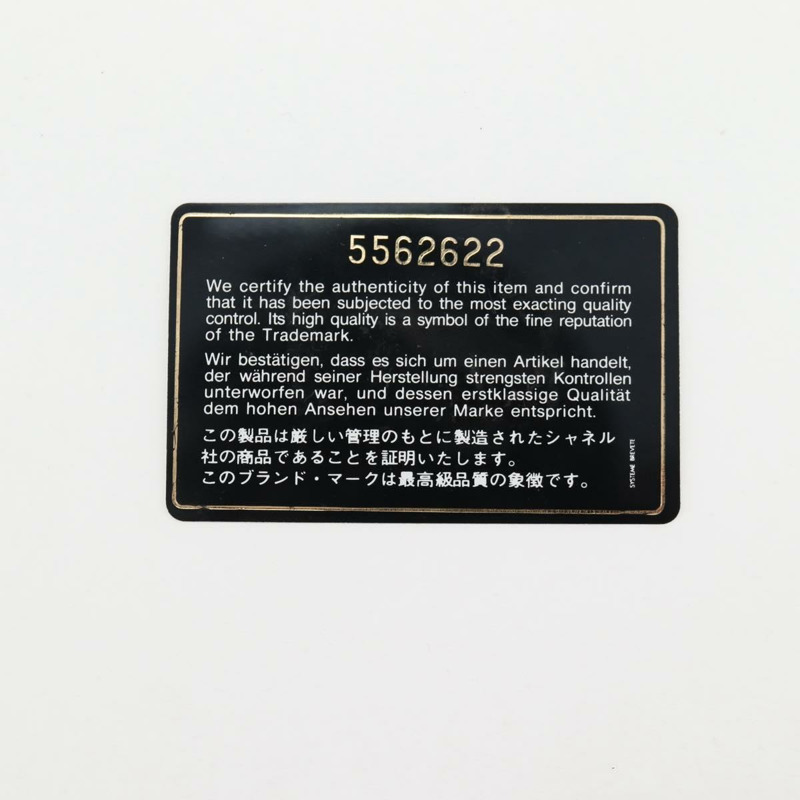 5562622
We certify the authenticity of this item and confirm
that it has been subjected to the most exacting quality
control. Its high quality is a symbol of the fine reputation
of the Trademark.
Wir bestätigen, dass es sich um einen Artikel handelt,
der während seiner Herstellung strengsten Kontrollen
unterworfen war, und dessen erstklassige Qualität
dem hohen Ansehen unserer Marke entspricht.
この製品は厳しい管理のもとに製造されたシャネル
社の商品であることを証明いたします。
このブランド・マークは最高級品質の象徴です。
SYSTEME BREVETE